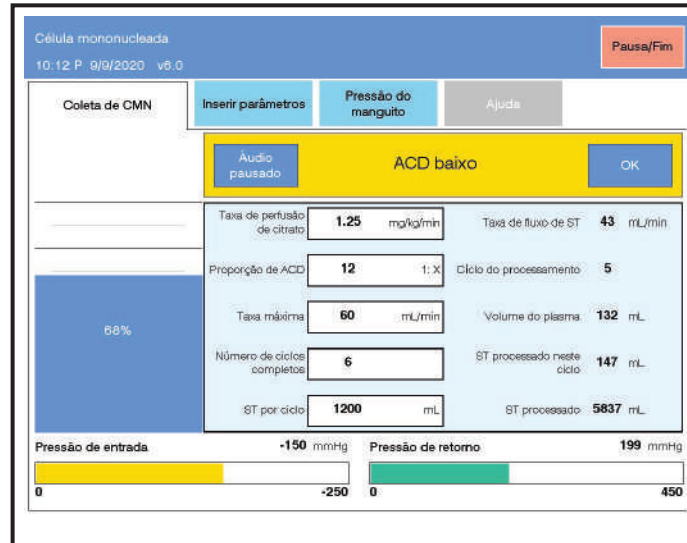 Célula mononucleada
10:12 P 9/9/2020 v6.0
Pausa/Fim
Coleta de CMN
Inserir parâmetros
Pressão do
manguito
Ajuda
Áudio
pausado
ACD baixo
OK
Taxa de perfusão
de citrato
1.25 mg/kg/min
Taxa de fluxo de ST 43 mL/min
Proporção de ACD 12 1: X
Ciclo do processamento 5
Taxa máxima 60 mL/min
Volume do plasma 132 mL
68%
Número de ciclos
completos
6
ST processado neste
ciclo
147 mL
ST por ciclo 1200 mL
ST processado 5837 mL
Pressão de entrada -150 mmHg
Pressão de retorno 199 mmHg
0 -250
0 450